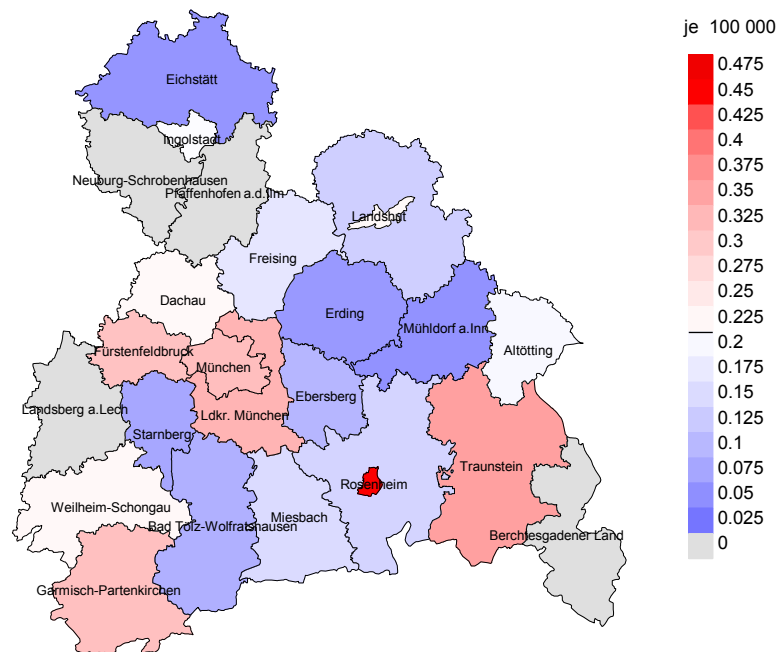 je 100 000
Eichstätt
Ingolstadt
Neuburg-Schrobenhausen
Pfaffenhofen a.d.Ilm
Landshut
Freising
Dachau
Erding
Mühldorf a.Inn
Altötting
Fürstenfeldbruck
München
Ebersberg
Landsberg a.Lech
Ldkr. München
Starnberg
Traunstein
Rosenheim
Weilheim-Schongau
Miesbach
Bad Tölz-Wolfratshausen
Berchtesgadener Land
Garmisch-Partenkirchen
0.475
0.45
0.425
0.4
0.375
0.35
0.325
0.3
0.275
0.25
0.225
0.2
0.175
0.15
0.125
0.1
0.075
0.05
0.025
0